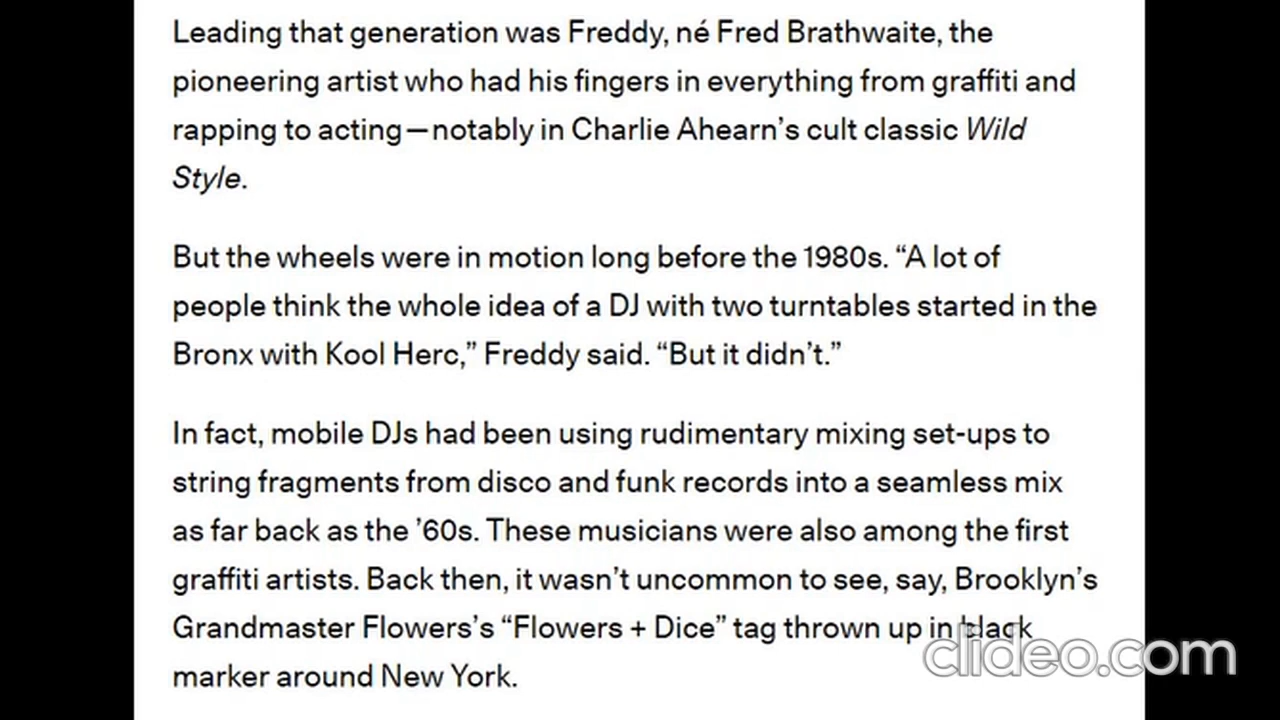 Leading that generation was Freddy, né Fred Brathwaite, the
pioneering artist who had his fingers in everything from graffiti and
rapping to acting—notably in Charlie Ahearn’s cult classic Wild
Style.
But the wheels were in motion long before the 1980s. “A lot of
people think the whole idea of a DJ with two turntables started in the
Bronx with Kool Herc,” Freddy said. “But it didn’t.”
In fact, mobile DJs had been using rudimentary mixing set-ups to
string fragments from disco and funk records into a seamless mix
as far back as the ’60s. These musicians were also among the first
graffiti artists. Back then, it wasn’t uncommon to see, say, Brooklyn’s
Grandmaster Flowers’s “Flowers + Dice” tag thrown up in black
marker around New York.
clideo.com